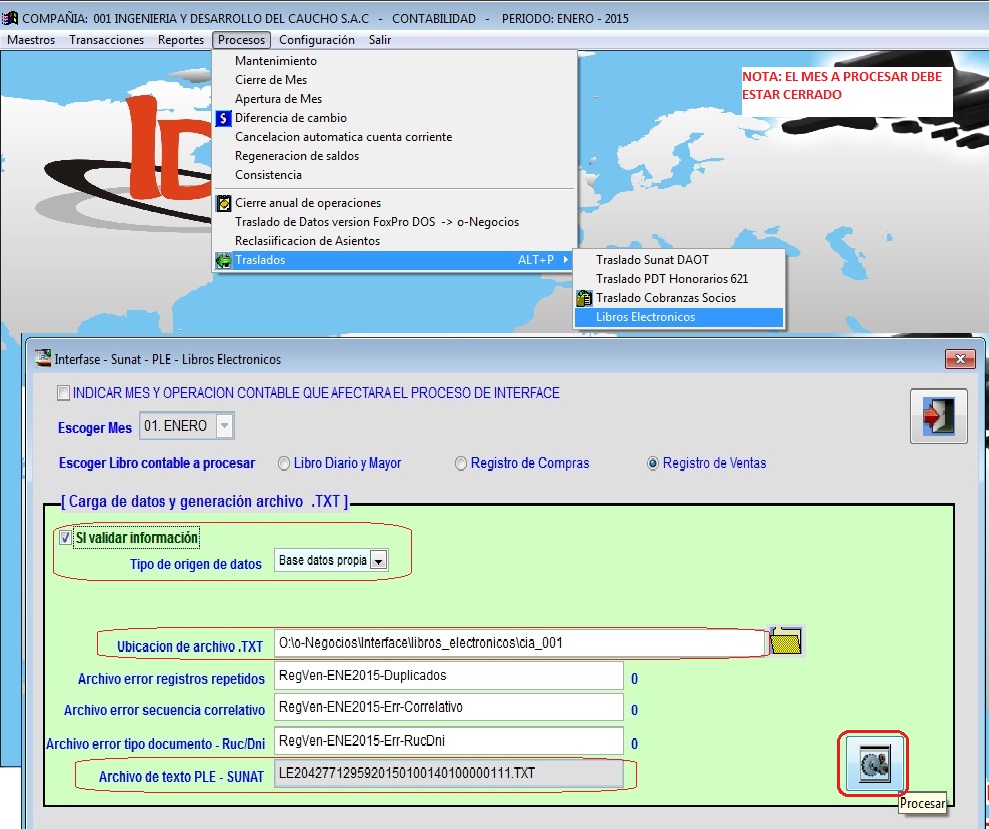 COMPAÑIA: 001 INGENIERIA Y DESARROLLO DEL CAUCHO S.A.C - CONTABILIDAD - PERIODO: ENERO - 2015
Maestros Transacciones Reportes Procesos Configuración Salir
Mantenimiento
Cierre de Mes
Apertura de Mes
$ Diferencia de cambio
Cancelacion automatica cuenta corriente
Regeneracion de saldos
Consistencia
Cierre anual de operaciones
Traslado de Datos version FoxPro DOS -> o-Negocios
Reclasiificacion de Asientos
Traslados ALT+P
NOTA: EL MES A PROCESAR DEBE
ESTAR CERRADO
ID
Traslado Sunat DAOT
Traslado PDT Honorarios 621
Traslado Cobranzas Socios
Libros Electronicos
Interfase - Sunat - PLE - Libros Electronicos
INDICAR MES Y OPERACION CONTABLE QUE AFECTARA EL PROCESO DE INTERFACE
Escoger Mes 01. ENERO
Escoger Libro contable a procesar Libro Diario y Mayor Registro de Compras Registro de Ventas
[ Carga de datos y generación archivo .TXT ]
SI validar información
Tipo de origen de datos Base datos propia
Ubicacion de archivo .TXT O:\o-Negocios\Interface\libros_electronicos\cia_001
Archivo error registros repetidos RegVen-ENE2015-Duplicados 0
Archivo error secuencia correlativo RegVen-ENE2015-Err-Correlativo 0
Archivo error tipo documento - Ruc/Dni RegVen-ENE2015-Err-RucDni 0
Archivo de texto PLE - SUNAT LE2042771295920150100140100000111.TXT
Procesar